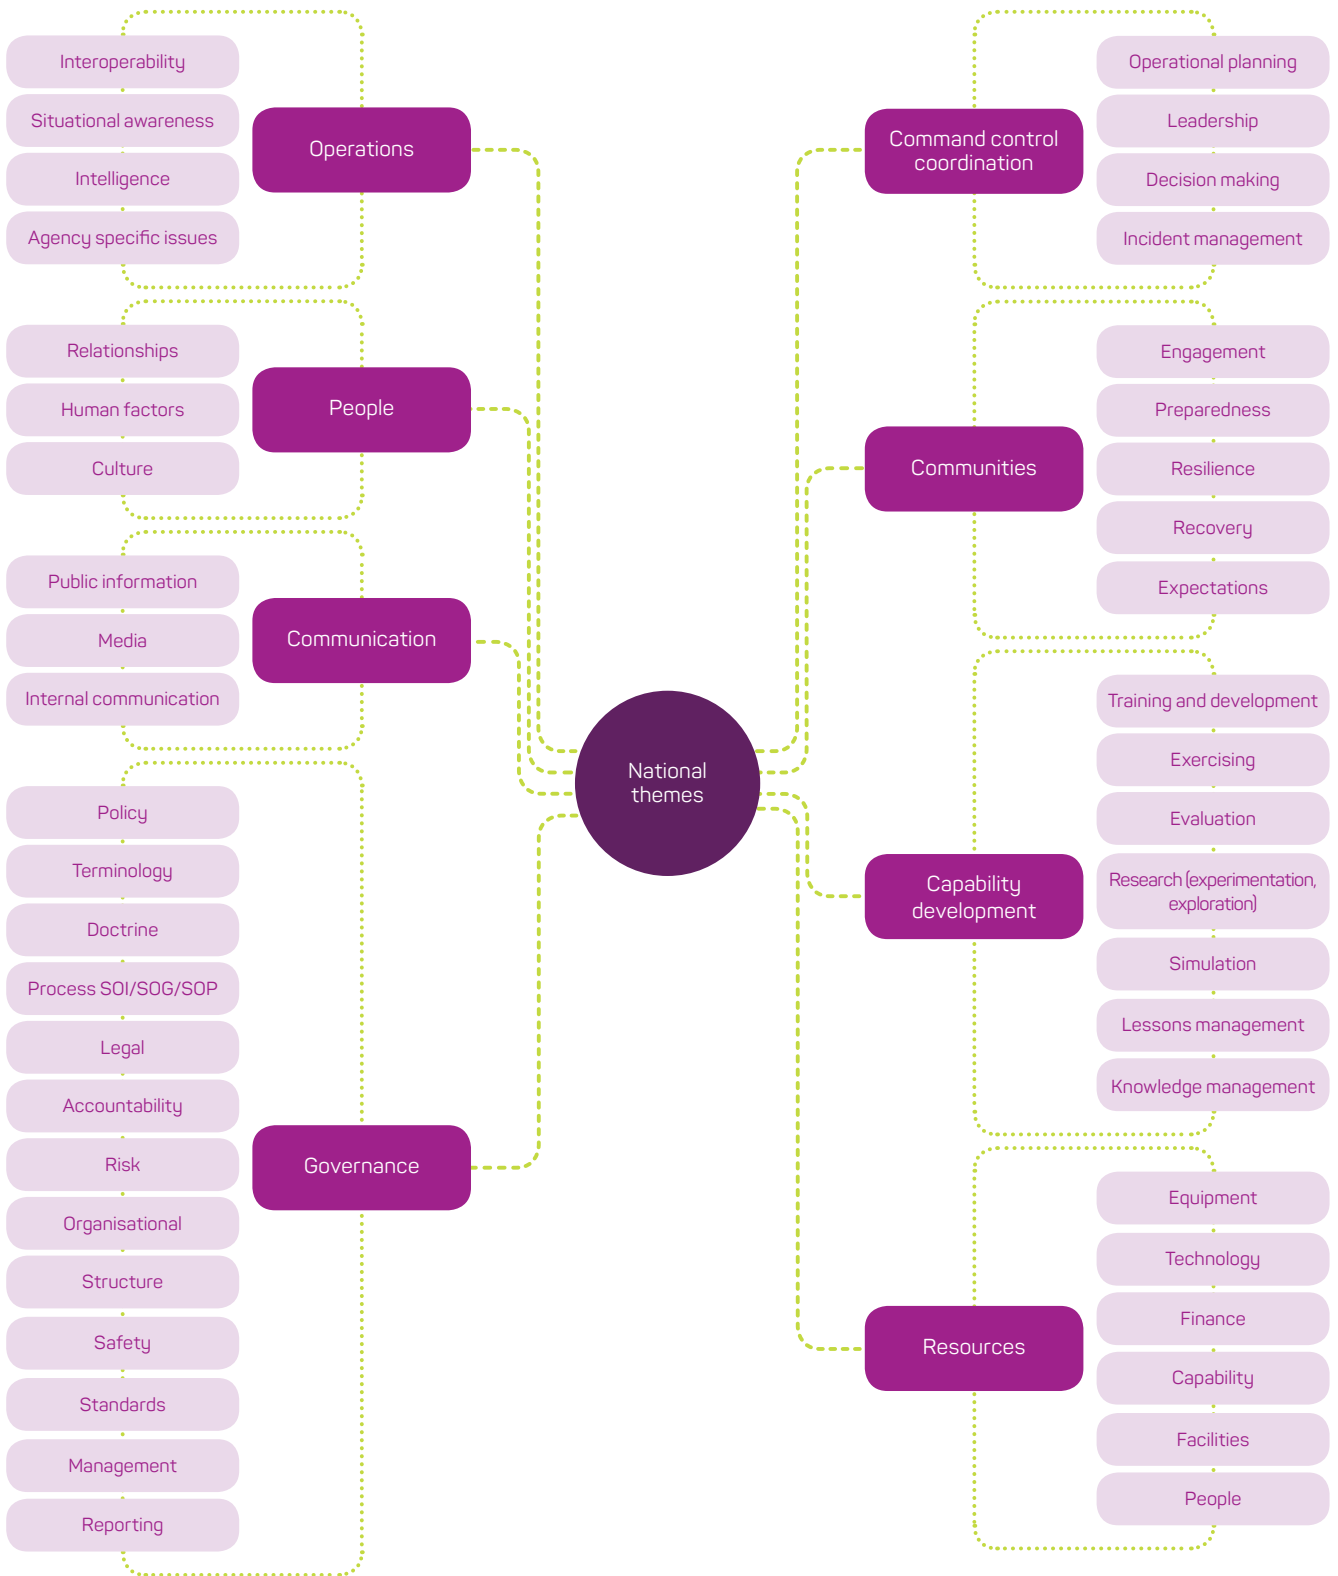 Interoperability
Situational awareness
Intelligence
Agency specific issues
Operations
Relationships
Human factors
Culture
People
Public information
Media
Internal communication
Communication
Policy
Terminology
Doctrine
Process SOI/SOG/SOP
Legal
Accountability
Risk
Organisational
Structure
Safety
Standards
Management
Reporting
Governance
National
themes
Command control
coordination
Operational planning
Leadership
Decision making
Incident management
Communities
Engagement
Preparedness
Resilience
Recovery
Expectations
Capability
development
Training and development
Exercising
Evaluation
Research (experimentation,
exploration)
Simulation
Lessons management
Knowledge management
Resources
Equipment
Technology
Finance
Capability
Facilities
People